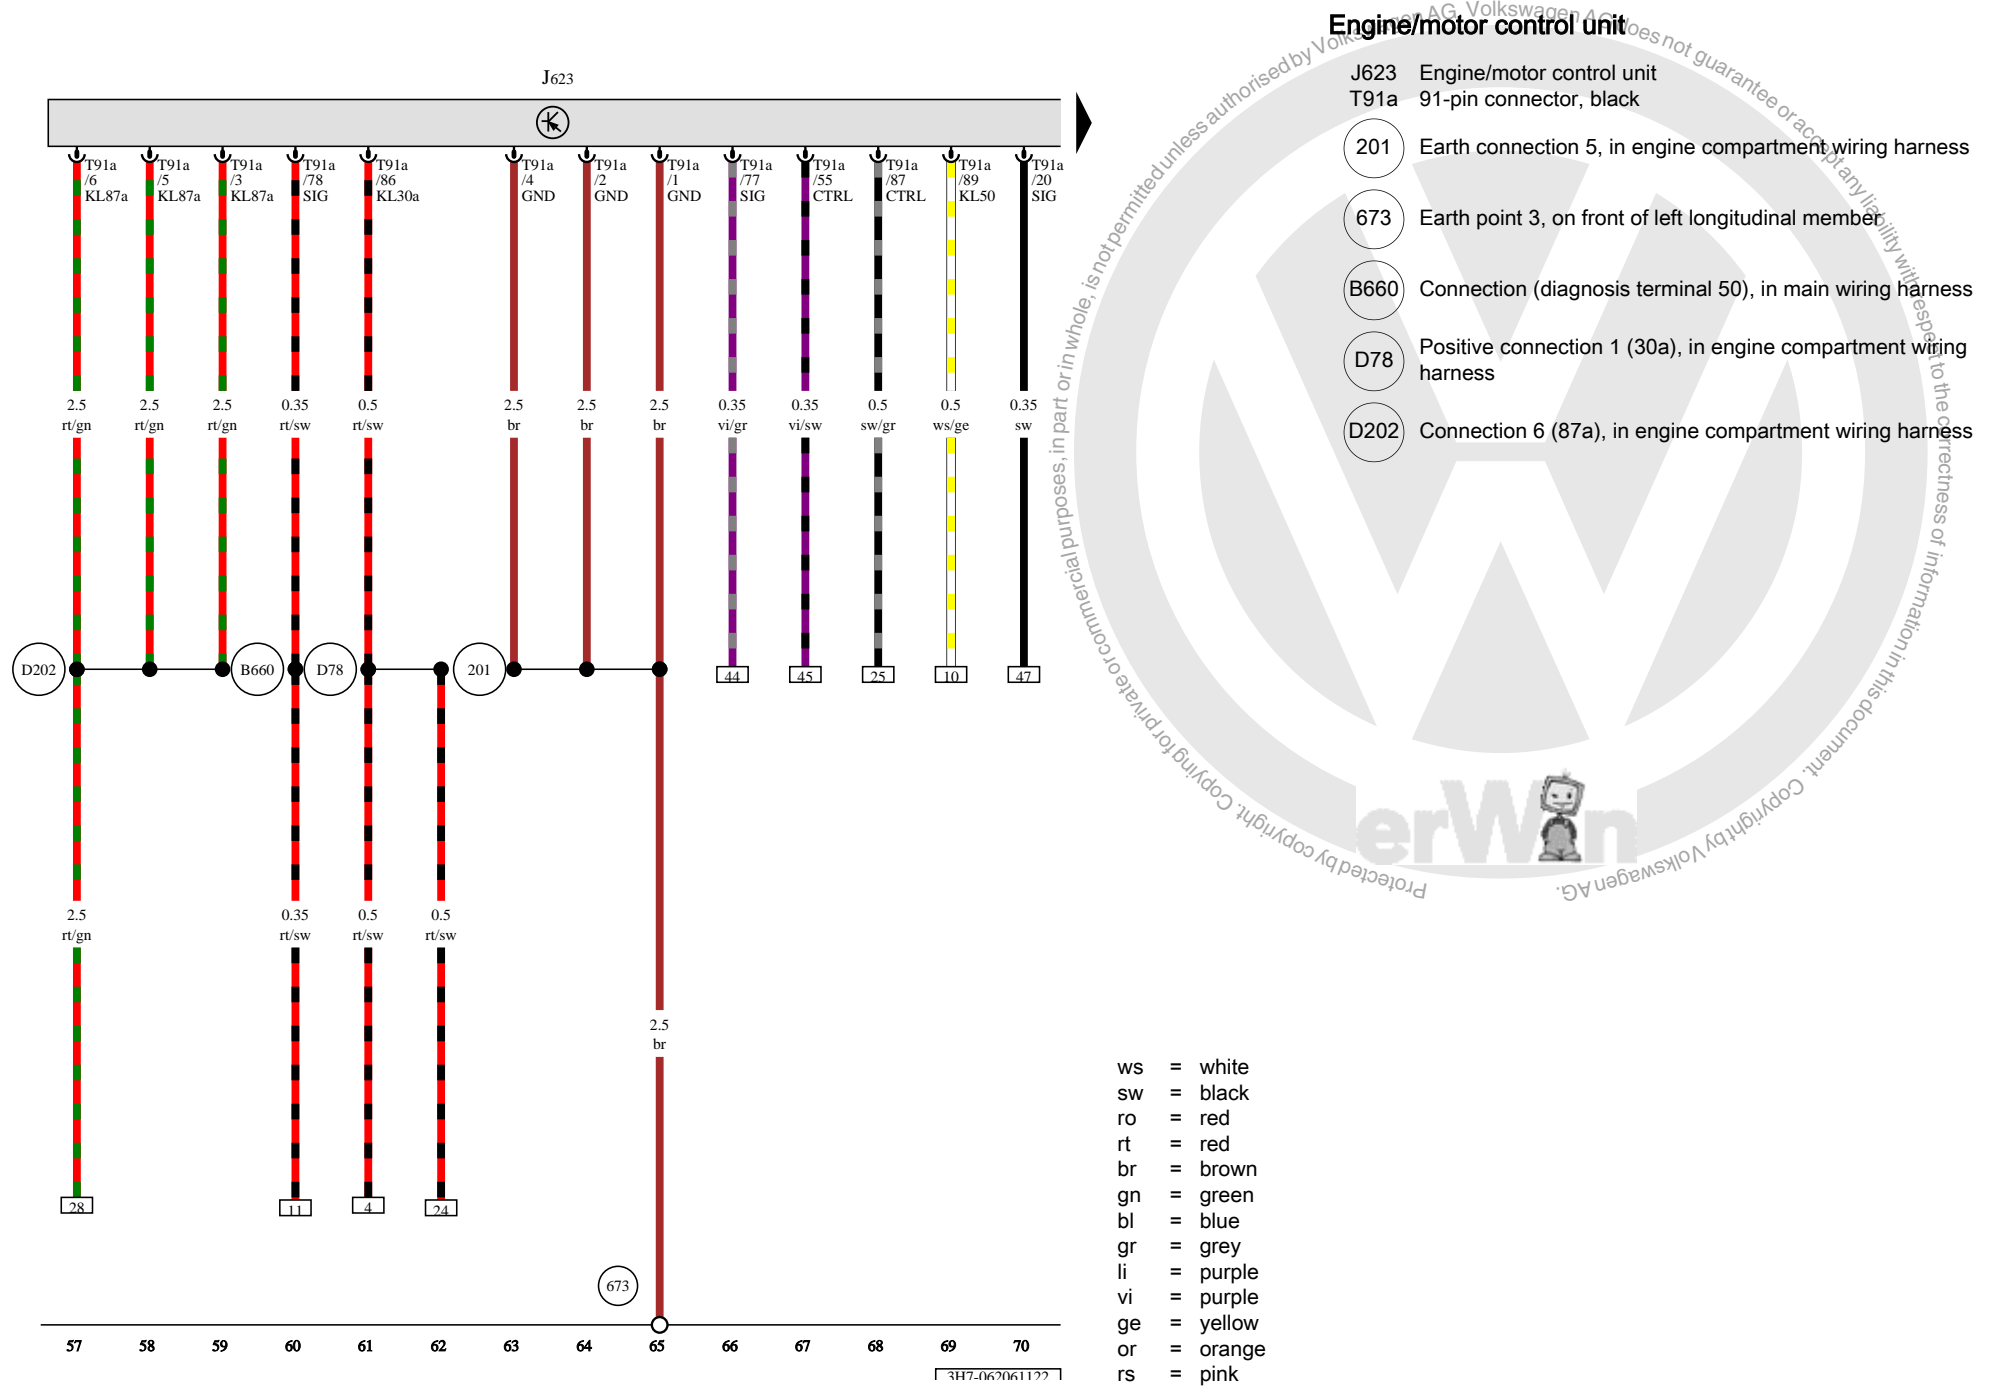 Engine/motor control unit
J623 Engine/motor control unit
T91a 91-pin connector, black
201 Earth connection 5, in engine compartment wiring harness
673 Earth point 3, on front of left longitudinal member
B660 Connection (diagnosis terminal 50), in main wiring harness
D78 Positive connection 1 (30a), in engine compartment wiring
harness
D202 Connection 6 (87a), in engine compartment wiring harness
J623
T91a T91a T91a T91a T91a T91a T91a T91a T91a T91a T91a T91a T91a
/6 /5 /3 /78 /86 /4 /2 /1 /77 /55 /87 /89 /20
KL87a KL87a KL87a SIG KL30a GND GND GND SIG CTRL CTRL KL50 SIG
2.5 2.5 2.5 0.35 0.5 2.5 2.5 2.5 0.35 0.35 0.5 0.5 0.35
rt/gn rt/gn rt/gn rt/sw rt/sw br br br vi/gr vi/sw sw/gr ws/ge sw
D202 B660 D78 201 44 45 25 10 47
2.5 0.35 0.5 0.5
rt/gn rt/sw rt/sw rt/sw
2.5
br
28 11 4 24
673
57 58 59 60 61 62 63 64 65 66 67 68 69 70
3H7-062061122
ws = white
sw = black
ro = red
rt = red
br = brown
gn = green
bl = blue
gr = grey
li = purple
vi = purple
ge = yellow
or = orange
rs = pink
erWin
Protected by copyright. Copying for private or commercial purposes, in part or in whole, is not permitted unless authorised by Volkswagen AG. Volkswagen AG does not guarantee or accept any liability with respect to the correctness of information in this document. Copyright by Volkswagen AG.